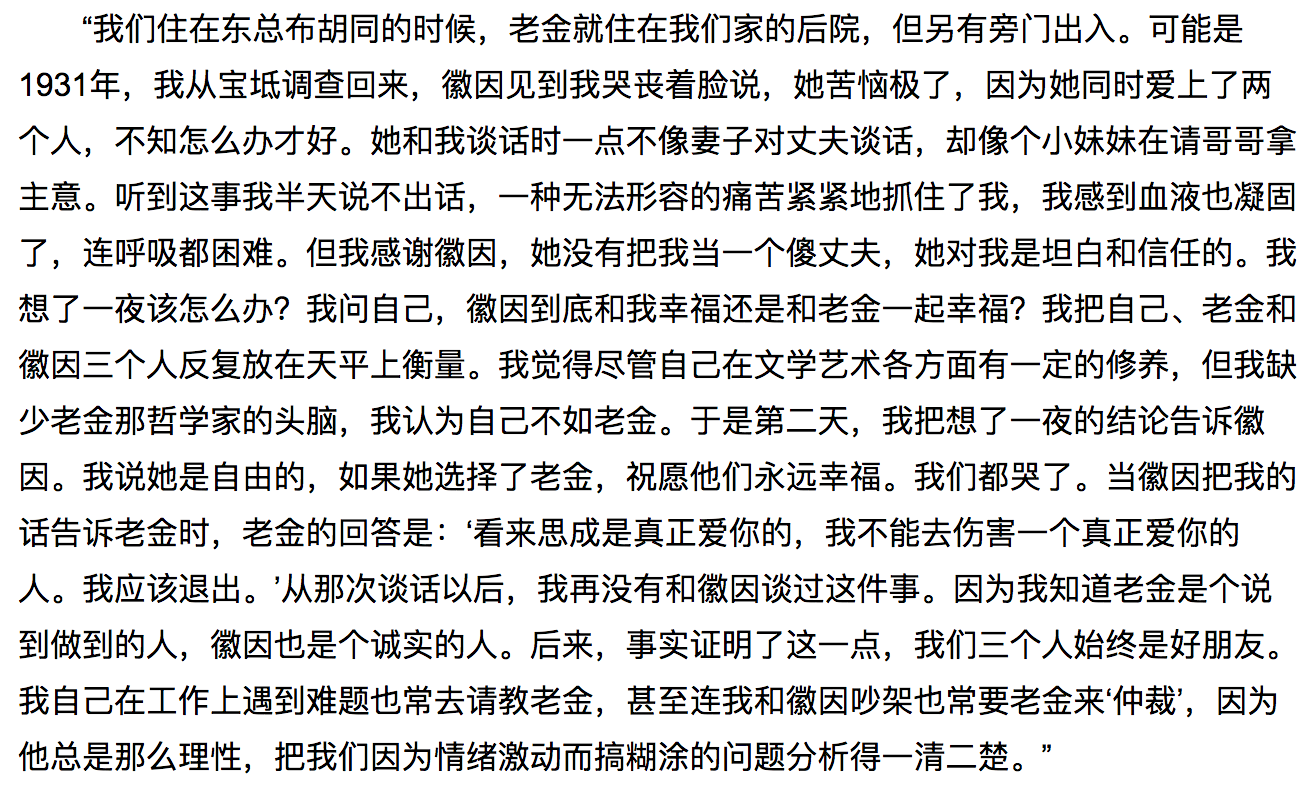 “我们住在东总布胡同的时候，老金就住在我们家的后院，但另有旁门出入。可能是
1931年，我从宝坻调查回来，徽因见到我哭丧着脸说，她苦恼极了，因为她同时爱上了两
个人，不知怎么办才好。她和我谈话时一点不像妻子对丈夫谈话，却像个小妹妹在请哥哥拿
主意。听到这事我半天说不出话，一种无法形容的痛苦紧紧地抓住了我，我感到血液也凝固
了，连呼吸都困难。但我感谢徽因，她没有把我当一个傻丈夫，她对我是坦白和信任的。我
想了一夜该怎么办？我问自己，徽因到底和我幸福还是和老金一起幸福？我把自己、老金和
徽因三个人反复放在天平上衡量。我觉得尽管自己在文学艺术各方面有一定的修养，但我缺
少老金那哲学家的头脑，我认为自己不如老金。于是第二天，我把想了一夜的结论告诉徽
因。我说她是自由的，如果她选择了老金，祝愿他们永远幸福。我们都哭了。当徽因把我的
话告诉老金时，老金的回答是：‘看来思成是真正爱你的，我不能去伤害一个真正爱你的
人。我应该退出。’从那次谈话以后，我再没有和徽因谈过这件事。因为我知道老金是个说
到做到的人，徽因也是个诚实的人。后来，事实证明了这一点，我们三个人始终是好朋友。
我自己在工作上遇到难题也常去请教老金，甚至连我和徽因吵架也常要老金来‘仲裁’，因为
他总是那么理性，把我们因为情绪激动而搞糊涂的问题分析得一清二楚。”